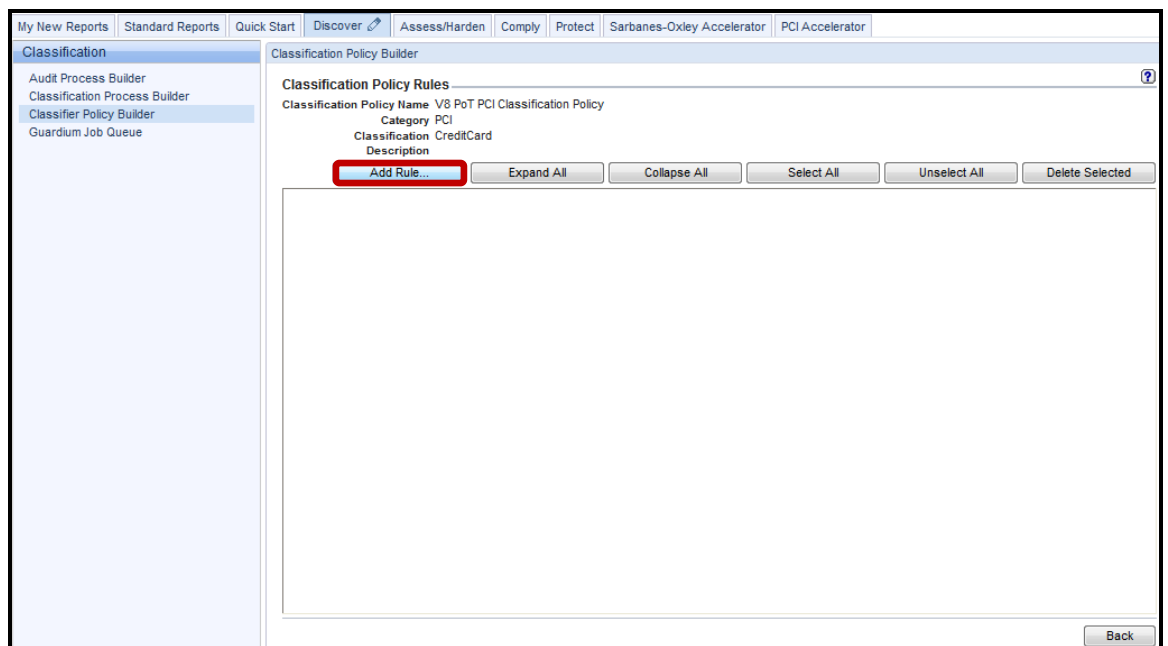 My New Reports Standard Reports Quick Start Discover Assess/Harden Comply Protect Sarbanes-Oxley Accelerator PCI Accelerator
Classification
Audit Process Builder
Classification Process Builder
Classifier Policy Builder
Guardium Job Queue
Classification Policy Builder
?
Classification Policy Rules
Classification Policy Name V8 PoT PCI Classification Policy
Category PCI
Classification CreditCard
Description
Add Rule... Expand All Collapse All Select All Unselect All Delete Selected
Back